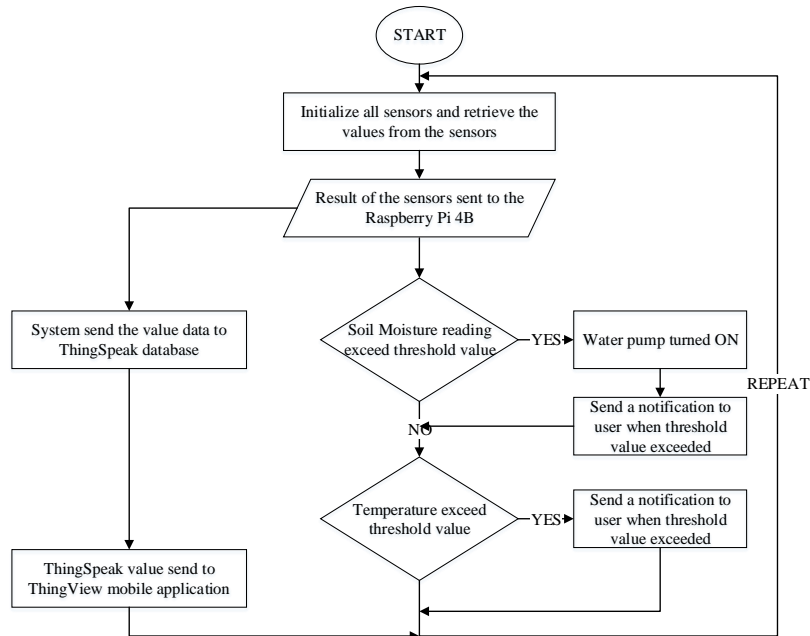 START
Initialize all sensors and retrieve the
values from the sensors
Result of the sensors sent to the
Raspberry Pi 4B
System send the value data to
ThingSpeak database
Soil Moisture reading
exceed threshold value
YES
Water pump turned ON
REPEAT
Send a notification to
user when threshold
value exceeded
NO
Temperature exceed
threshold value
YES
Send a notification to
user when threshold
value exceeded
ThingSpeak value send to
ThingView mobile application